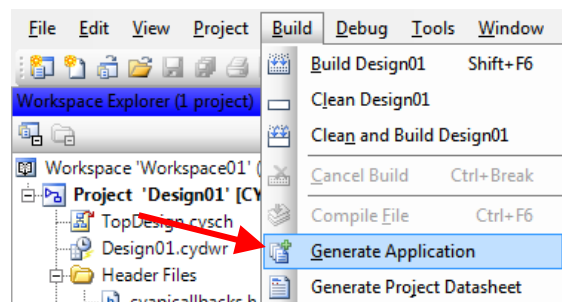 File Edit View Project Build Debug Tools Window
Build Design01 Shift+F6
Workspace Explorer (1 project)
Clean Design01
Clean and Build Design01
Workspace 'Workspace01' (
Cancel Build Ctrl+Break
Project 'Design01' [CY
Compile File Ctrl+F6
TopDesign.cysch
Design01.cydwr
Generate Application
Header Files
Generate Project Datasheet
cyapicallbacks.h